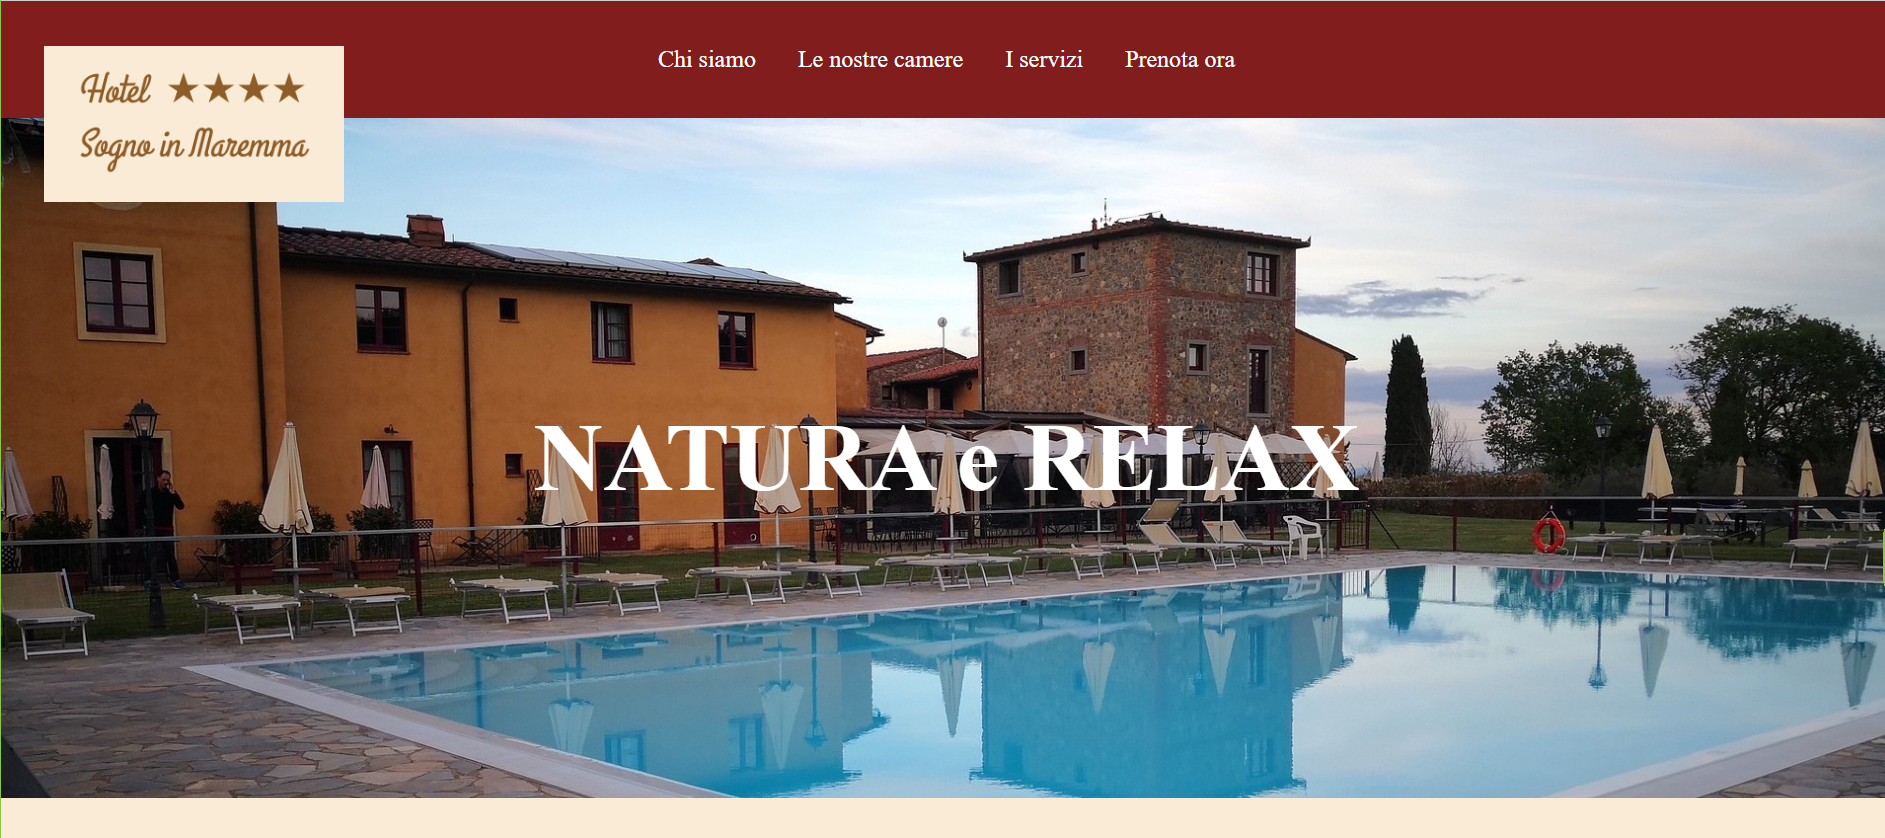 Chi siamo
Le nostre camere
I servizi
Prenota ora
Hotel ★★★★
Sogno in Maremma
NATURA e RELAX